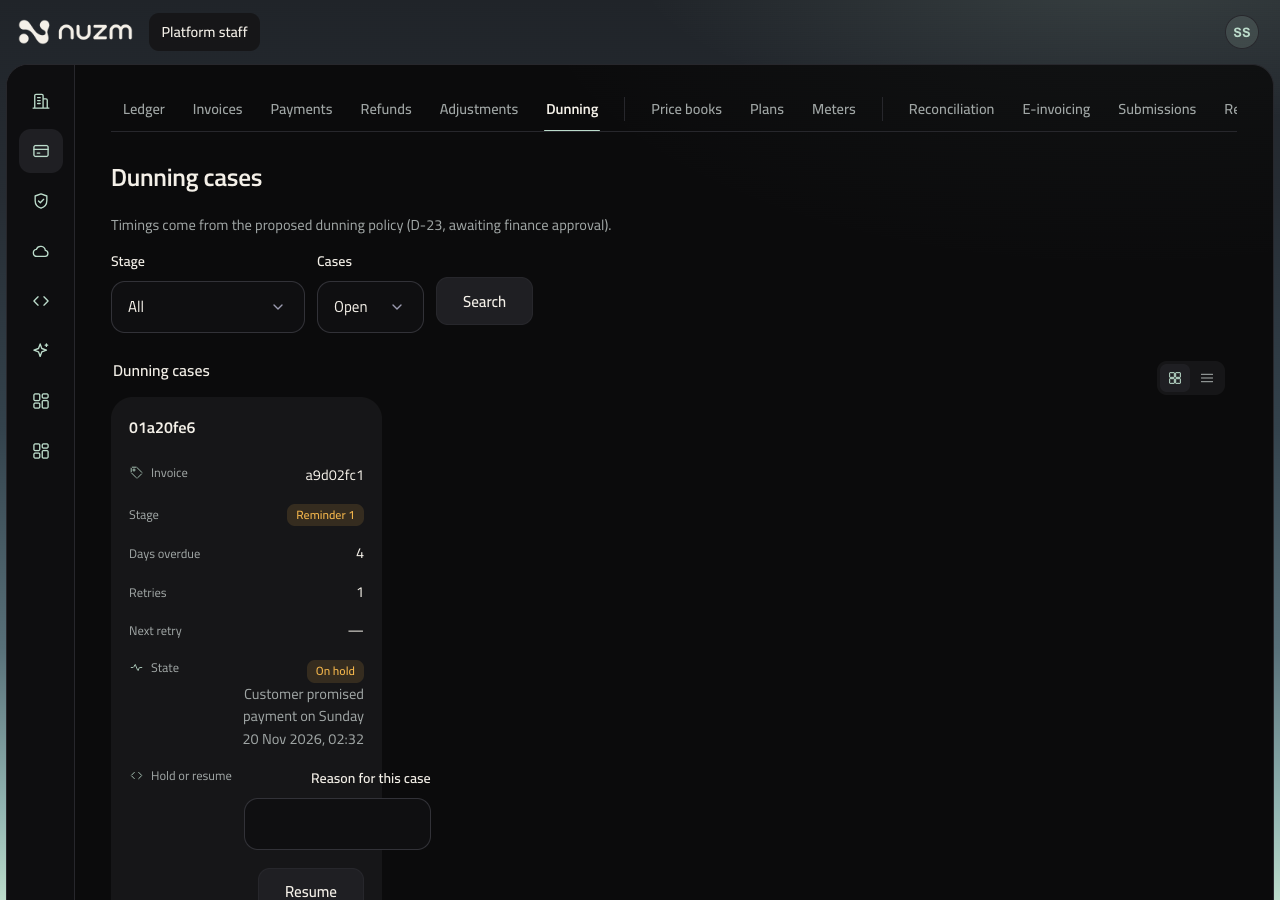 nuzm
Platform staff
SS
Ledger Invoices Payments Refunds Adjustments Dunning Price books Plans Meters Reconciliation E-invoicing Submissions Re
Dunning cases
Timings come from the proposed dunning policy (D-23, awaiting finance approval).
Stage Cases
All Open Search
Dunning cases
01a20fe6
Invoice a9d02fc1
Stage Reminder 1
Days overdue 4
Retries 1
Next retry —
State On hold
Customer promised
payment on Sunday
20 Nov 2026, 02:32
Hold or resume Reason for this case
Resume